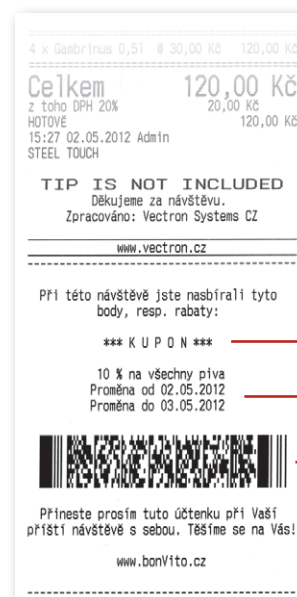 4 x Gambrinus 0,5l @ 30,00 Kč 120,00 Kč
Celkem 120,00 Kč
z toho DPH 20% 20,00 Kč
HOTOVĚ 120,00 Kč
15:27 02.05.2012 Admin
STEEL TOUCH
TIP IS NOT INCLUDED
Děkujeme za návštěvu.
Zpracováno: Vectron Systems CZ
www.vectron.cz
Při této návštěvě jste nasbírali tyto
body, resp. rabaty:
*** K U P O N ***
10 % na všechny piva
Proměna od 02.05.2012
Proměna do 03.05.2012
Přineste prosím tuto účtenku při Vaší
příští návštěvě s sebou. Těšíme se na Vás!
www.bonVito.cz